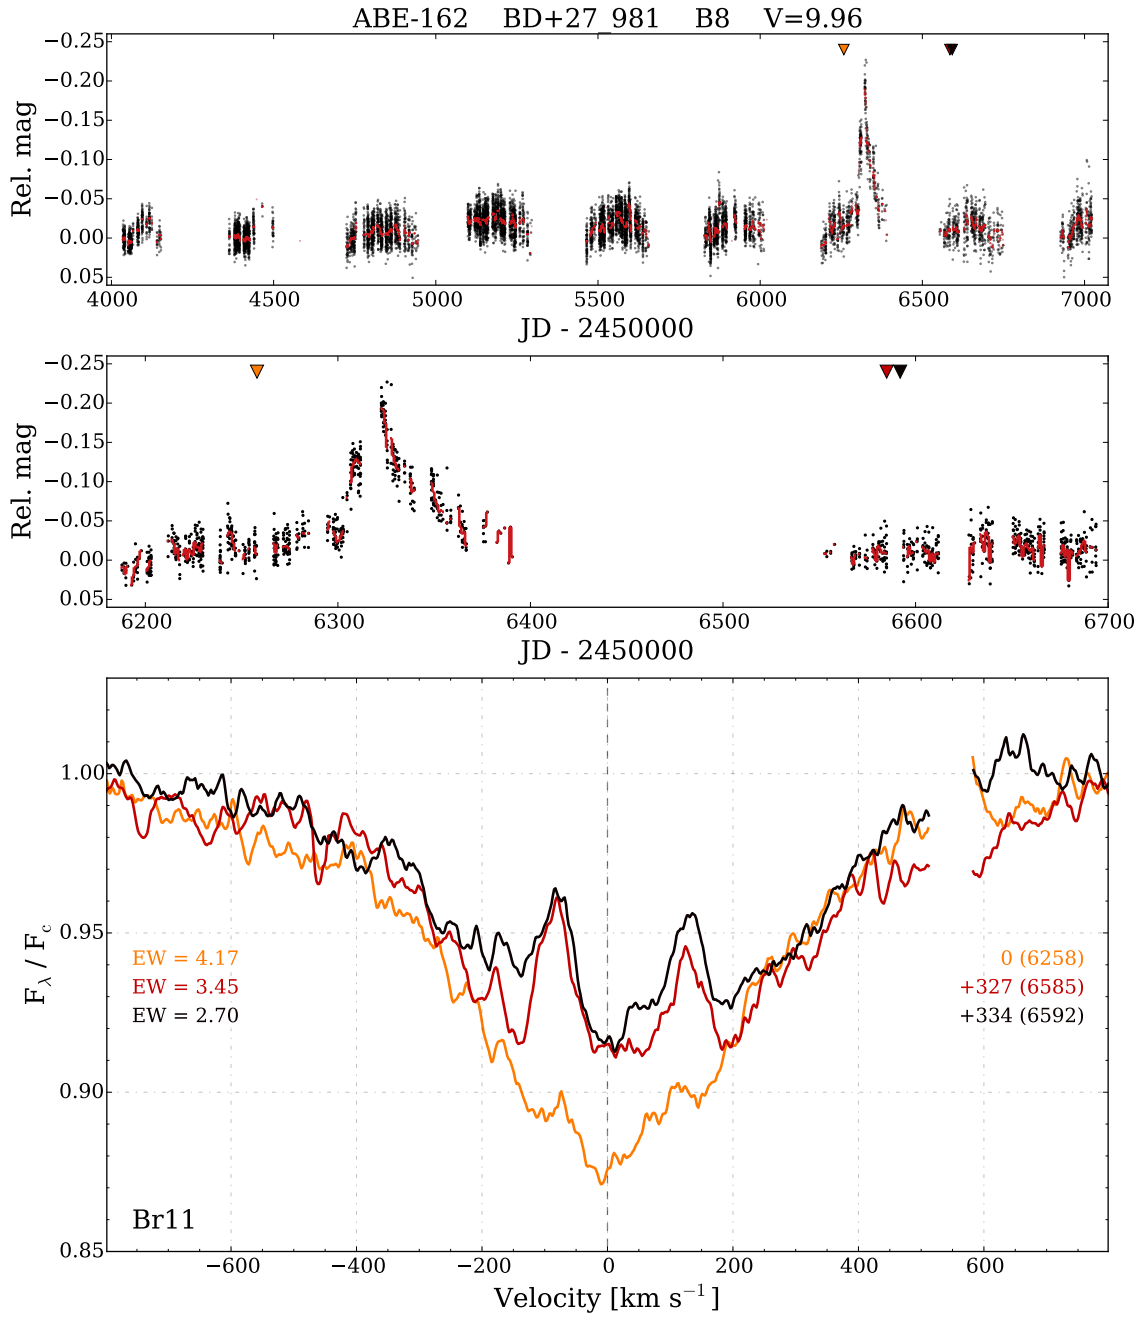 ABE-162 BD+27_981 B8 V=9.96
−0.25
−0.20
−0.15
−0.10
−0.05
0.00
0.05
Rel. mag
4000 4500 5000 5500 6000 6500 7000
JD - 2450000
−0.25
−0.20
−0.15
−0.10
−0.05
0.00
0.05
Rel. mag
6200 6300 6400 6500 6600 6700
JD - 2450000
1.00
0.95
0.90
0.85
F_λ / F_c
EW = 4.17 0 (6258)
EW = 3.45 +327 (6585)
EW = 2.70 +334 (6592)
Br11
−600 −400 −200 0 200 400 600
Velocity [km s⁻¹]